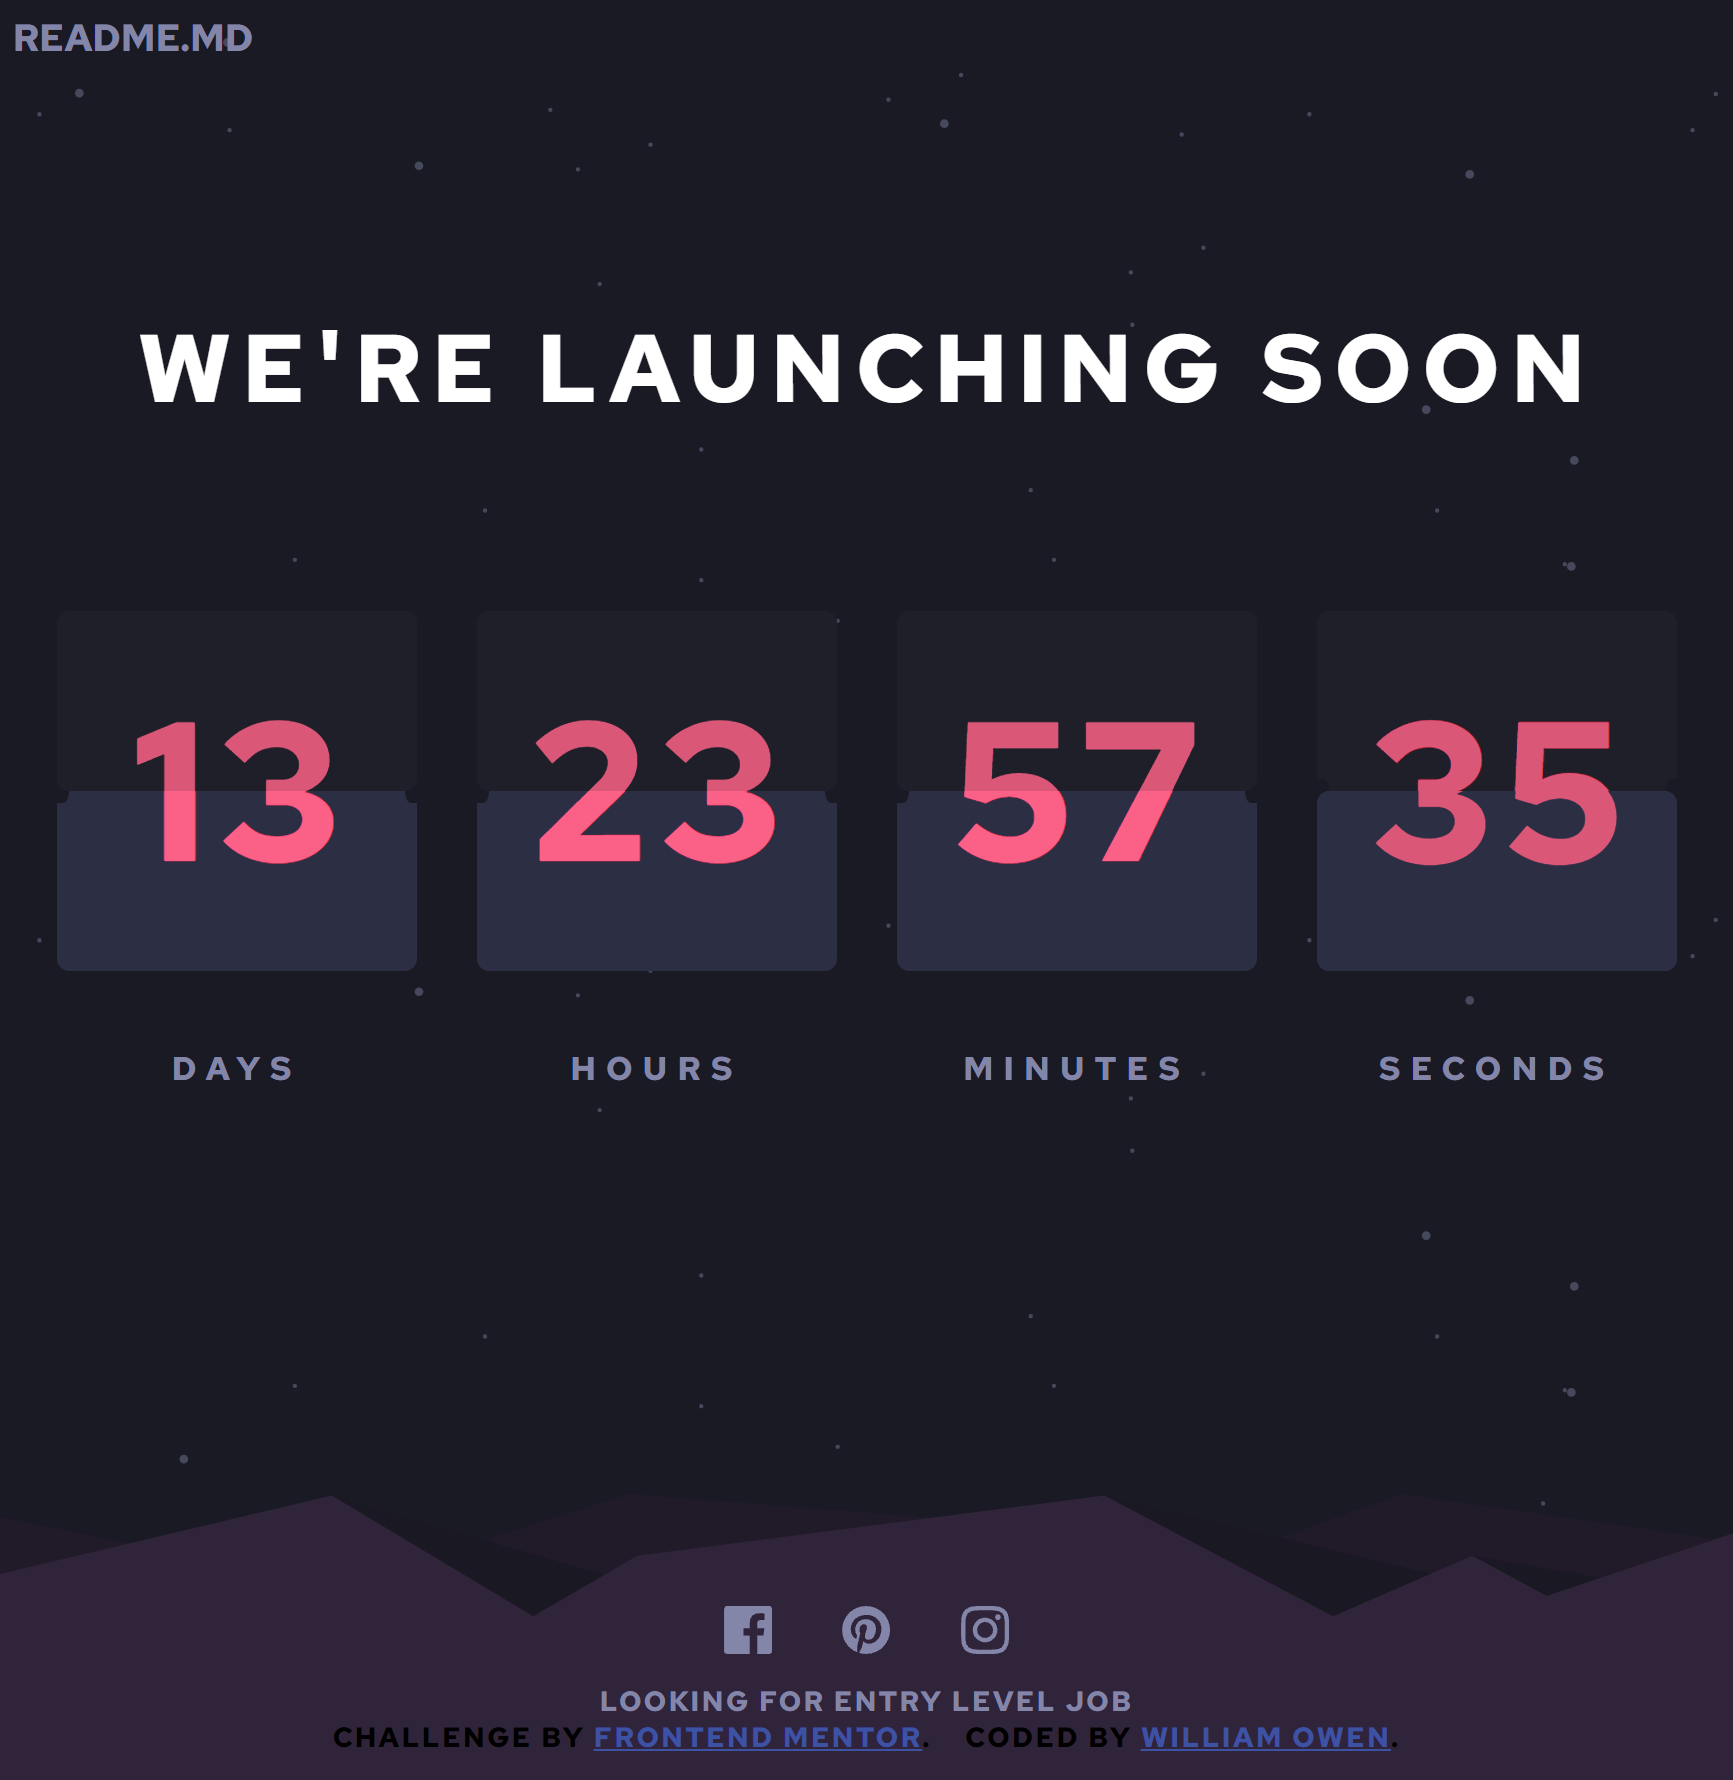 README.MD
WE'RE LAUNCHING SOON
13 23 57 35
DAYS HOURS MINUTES SECONDS
LOOKING FOR ENTRY LEVEL JOB
CHALLENGE BY FRONTEND MENTOR. CODED BY WILLIAM OWEN.